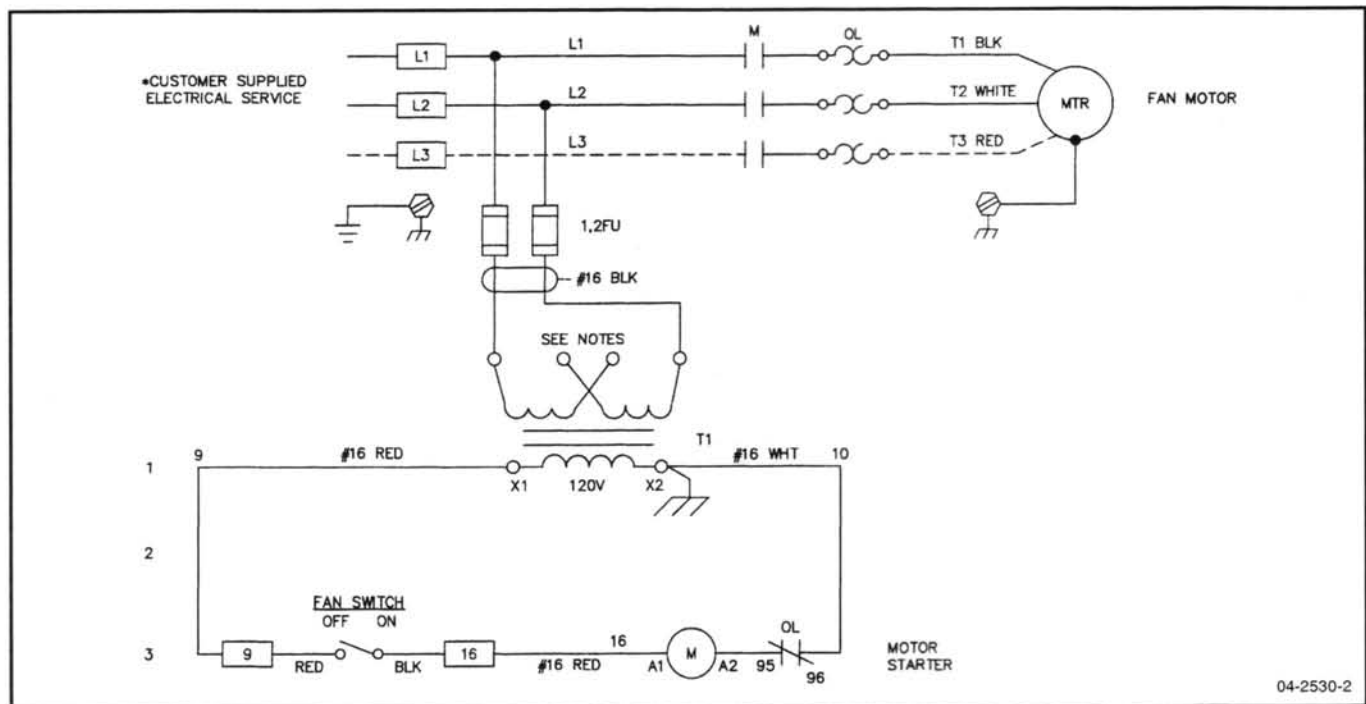 M OL
L1 L1 T1 BLK
*CUSTOMER SUPPLIED
ELECTRICAL SERVICE
L2 L2 T2 WHITE MTR FAN MOTOR
L3 L3 T3 RED
1,2FU
#16 BLK
SEE NOTES
T1
1 9 #16 RED #16 WHT 10
X1 120V X2
2
FAN SWITCH
OFF ON
3 9 RED BLK 16 16 #16 RED A1 M A2 95 OL 96
MOTOR
STARTER
04-2530-2